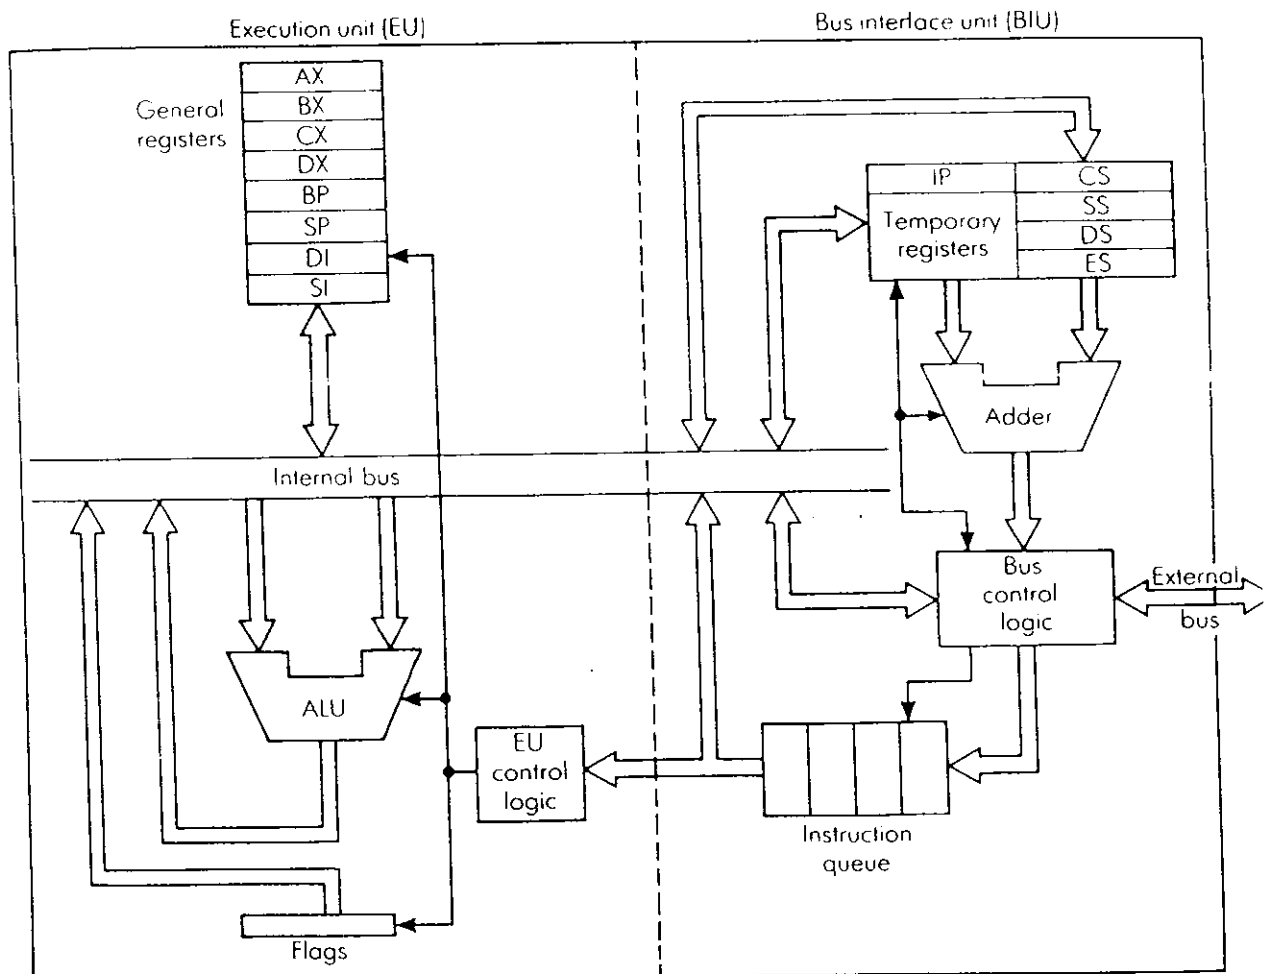 Execution unit (EU)
Bus interface unit (BIU)
General
registers
AX
BX
CX
DX
BP
SP
DI
SI
IP
Temporary
registers
CS
SS
DS
ES
Adder
Internal bus
Bus
control
logic
External
bus
ALU
EU
control
logic
Instruction
queue
Flags